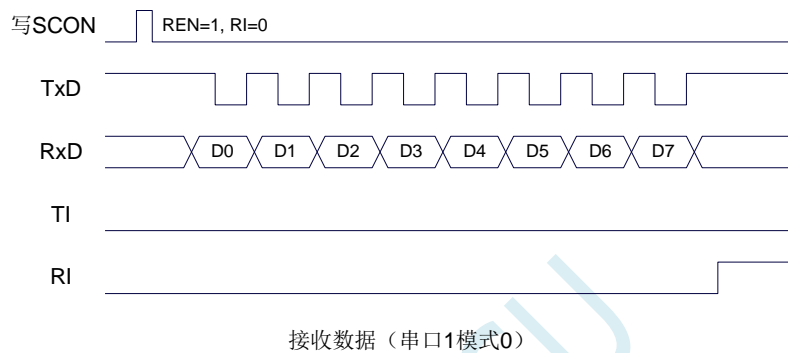 写SCON REN=1, RI=0
TxD
RxD D0 D1 D2 D3 D4 D5 D6 D7
TI
RI
接收数据（串口1模式0）